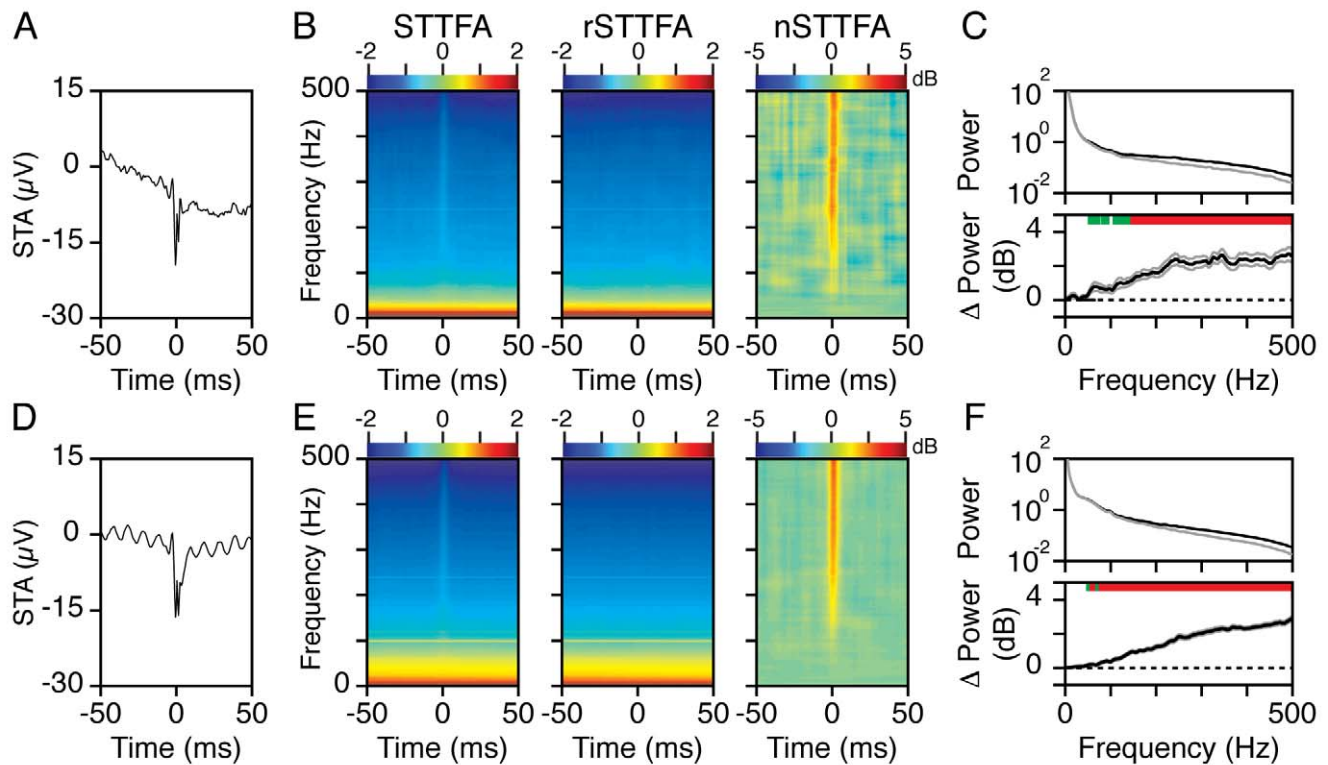 A
B
STTFA
rSTTFA
nSTTFA
C
-2 0 2
-2 0 2
-5 0 5
dB
15
0
-15
-30
STA (µV)
-50 0 50
Time (ms)
500
0
Frequency (Hz)
-50 0 50
Time (ms)
-50 0 50
Time (ms)
-50 0 50
Time (ms)
10²
10⁰
10⁻²
Power
4
2
0
Δ Power
(dB)
0 500
Frequency (Hz)
D
E
F
-2 0 2
-2 0 2
-5 0 5
dB
15
0
-15
-30
STA (µV)
-50 0 50
Time (ms)
500
0
Frequency (Hz)
-50 0 50
Time (ms)
-50 0 50
Time (ms)
-50 0 50
Time (ms)
10²
10⁰
10⁻²
Power
4
2
0
Δ Power
(dB)
0 500
Frequency (Hz)